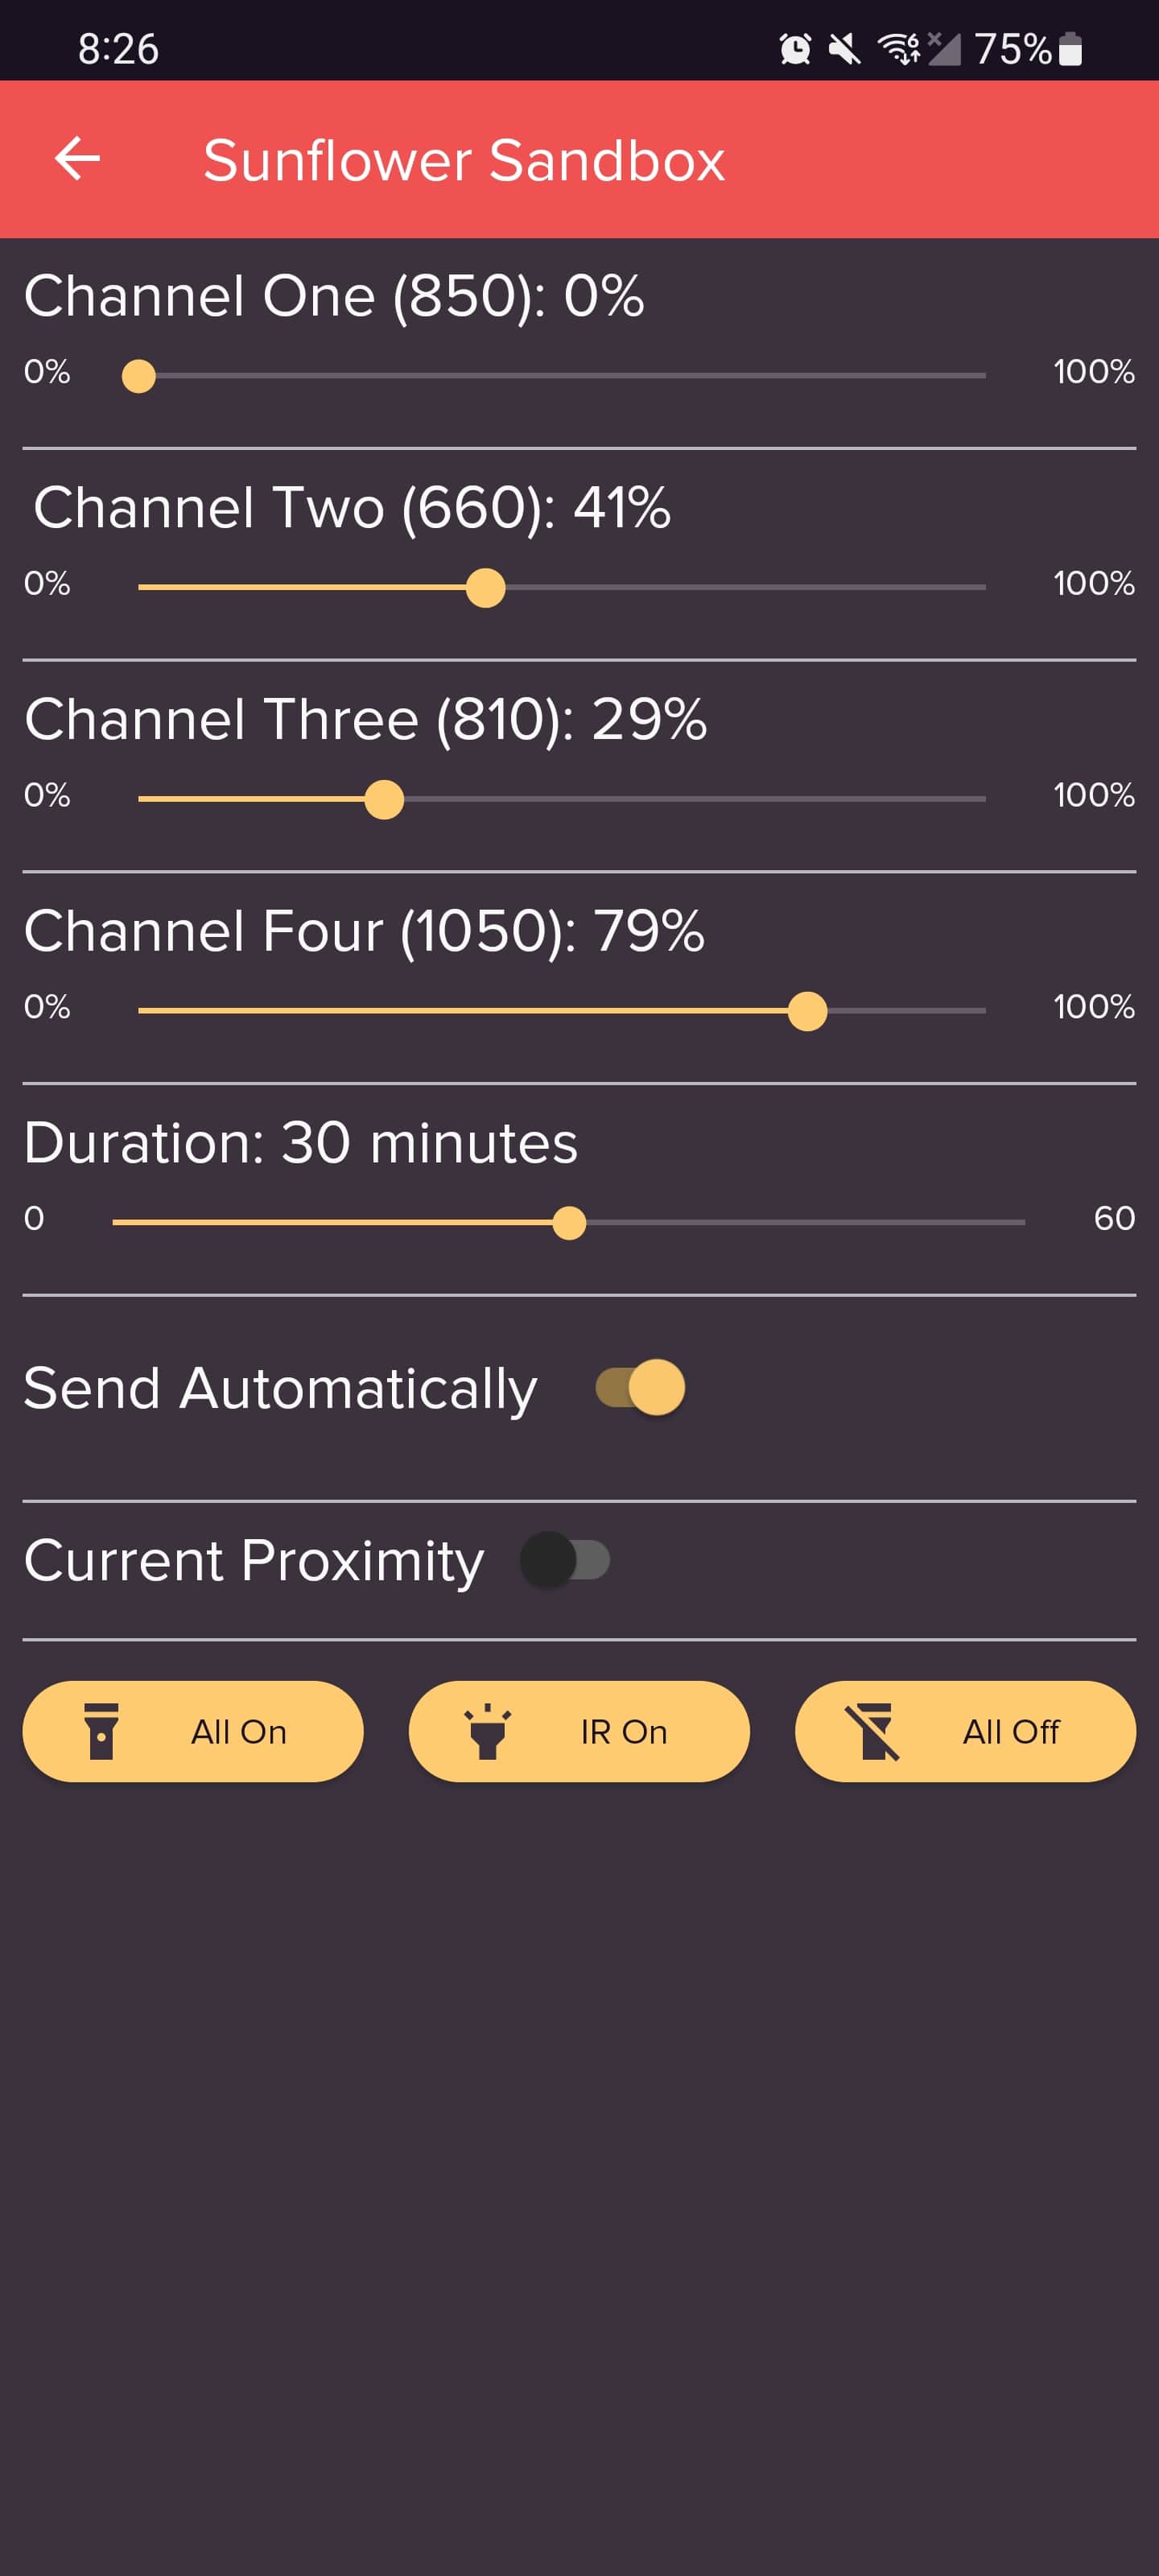 8:26 75%
Sunflower Sandbox
Channel One (850): 0%
0% 100%
Channel Two (660): 41%
0% 100%
Channel Three (810): 29%
0% 100%
Channel Four (1050): 79%
0% 100%
Duration: 30 minutes
0 60
Send Automatically
Current Proximity
All On IR On All Off